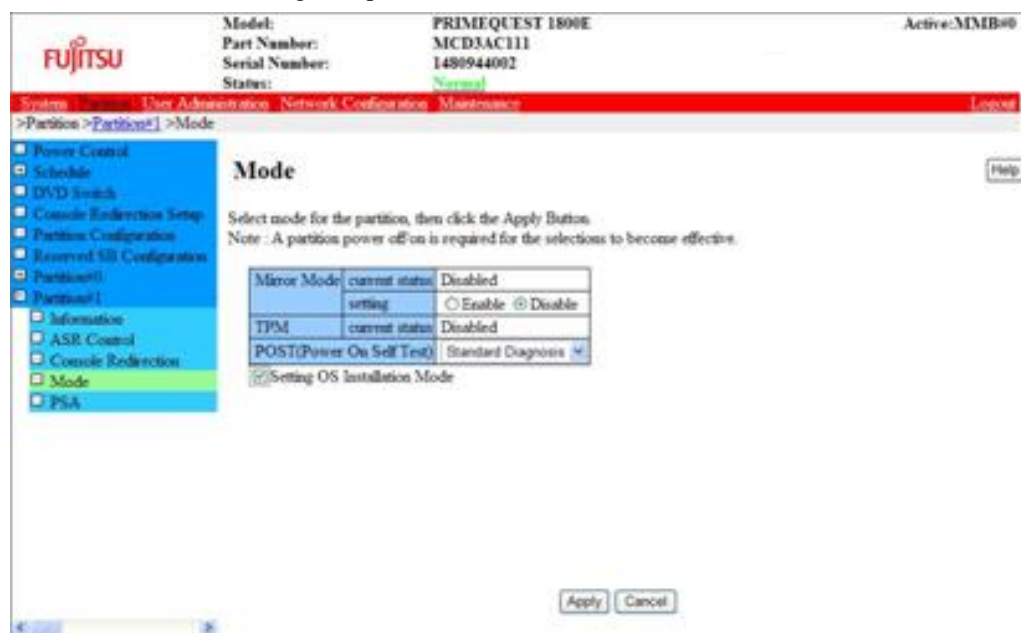 FUJITSU
Model: PRIMEQUEST 1800E Active:MMB#0
Part Number: MCD3AC111
Serial Number: 1480944002
Status: Normal
System Partition User Administration Network Configuration Maintenance Logout
>Partition >Partition#1 >Mode
Power Control
Schedule
DVD Switch
Console Redirection Setup
Partition Configuration
Reserved SB Configuration
Partition#0
Partition#1
Information
ASR Control
Console Redirection
Mode
PSA
Mode
Help
Select mode for the partition, then click the Apply Button.
Note : A partition power off/on is required for the selections to become effective.
Mirror Mode current status Disabled
setting Enable Disable
TPM current status Disabled
POST(Power On Self Test) Standard Diagnosis
Setting OS Installation Mode
Apply Cancel